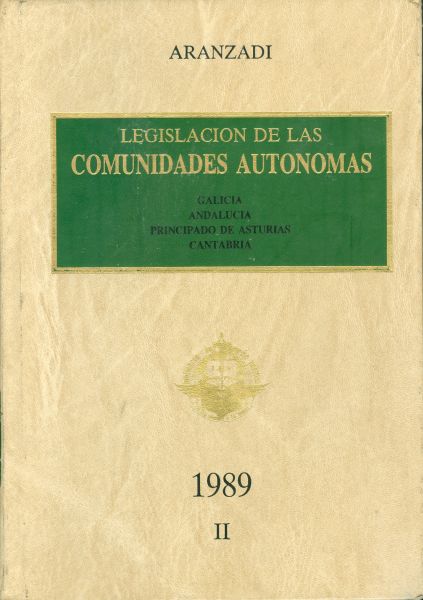 ARANZADI
LEGISLACION DE LAS
COMUNIDADES AUTONOMAS
GALICIA
ANDALUCIA
PRINCIPADO DE ASTURIAS
CANTABRIA
1989
II